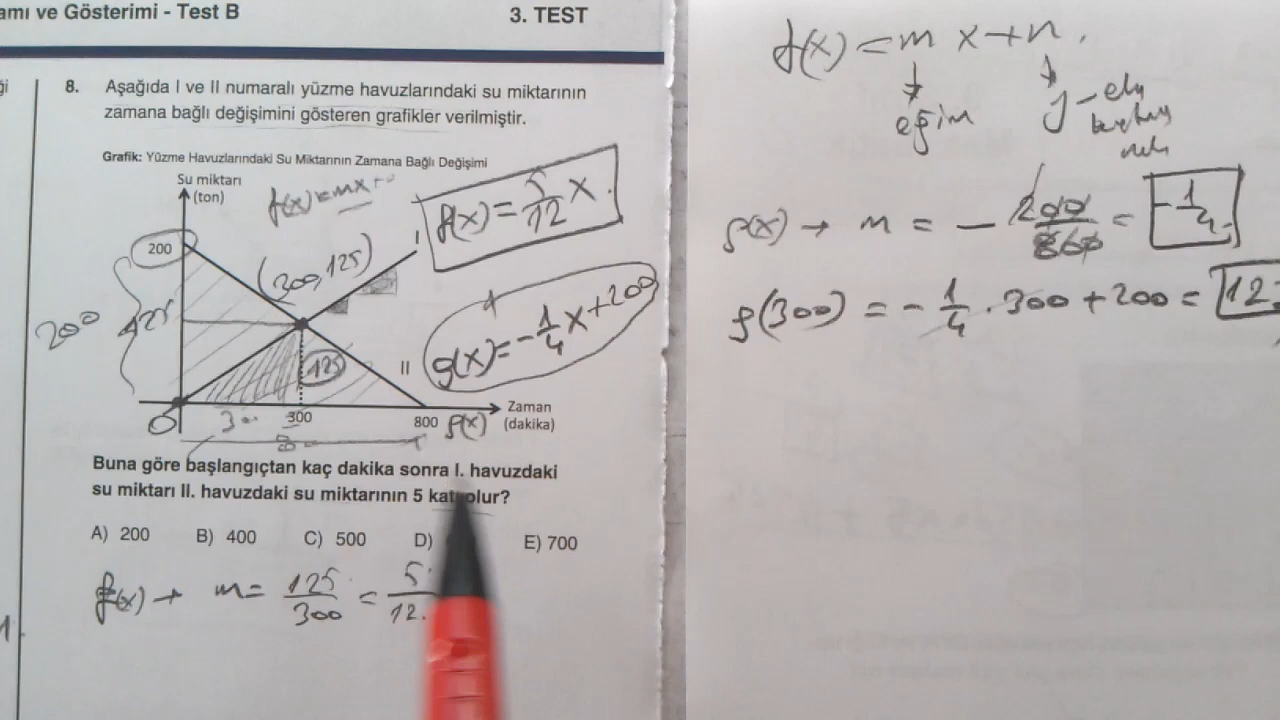 amı ve Gösterimi - Test B
3. TEST
8. Aşağıda I ve II numaralı yüzme havuzlarındaki su miktarının
zamana bağlı değişimini gösteren grafikler verilmiştir.
Grafik: Yüzme Havuzlarındaki Su Miktarının Zamana Bağlı Değişimi
Su miktarı
(ton)
f(x)=mx+
I
f(x)=5/12x
200
(300,125)
200
125
125
II
g(x)=-1/4x+200
O
300
800
g(x)
Zaman
(dakika)
Buna göre başlangıçtan kaç dakika sonra I. havuzdaki
su miktarı II. havuzdaki su miktarının 5 katı olur?
A) 200 B) 400 C) 500 D) E) 700
f(x) → m = 125/300 = 5/12
f(x) = m x + n
eğim
g(x) → m = - 200/800 = -1/4
g(300) = -1/4 . 300 + 200 = 12